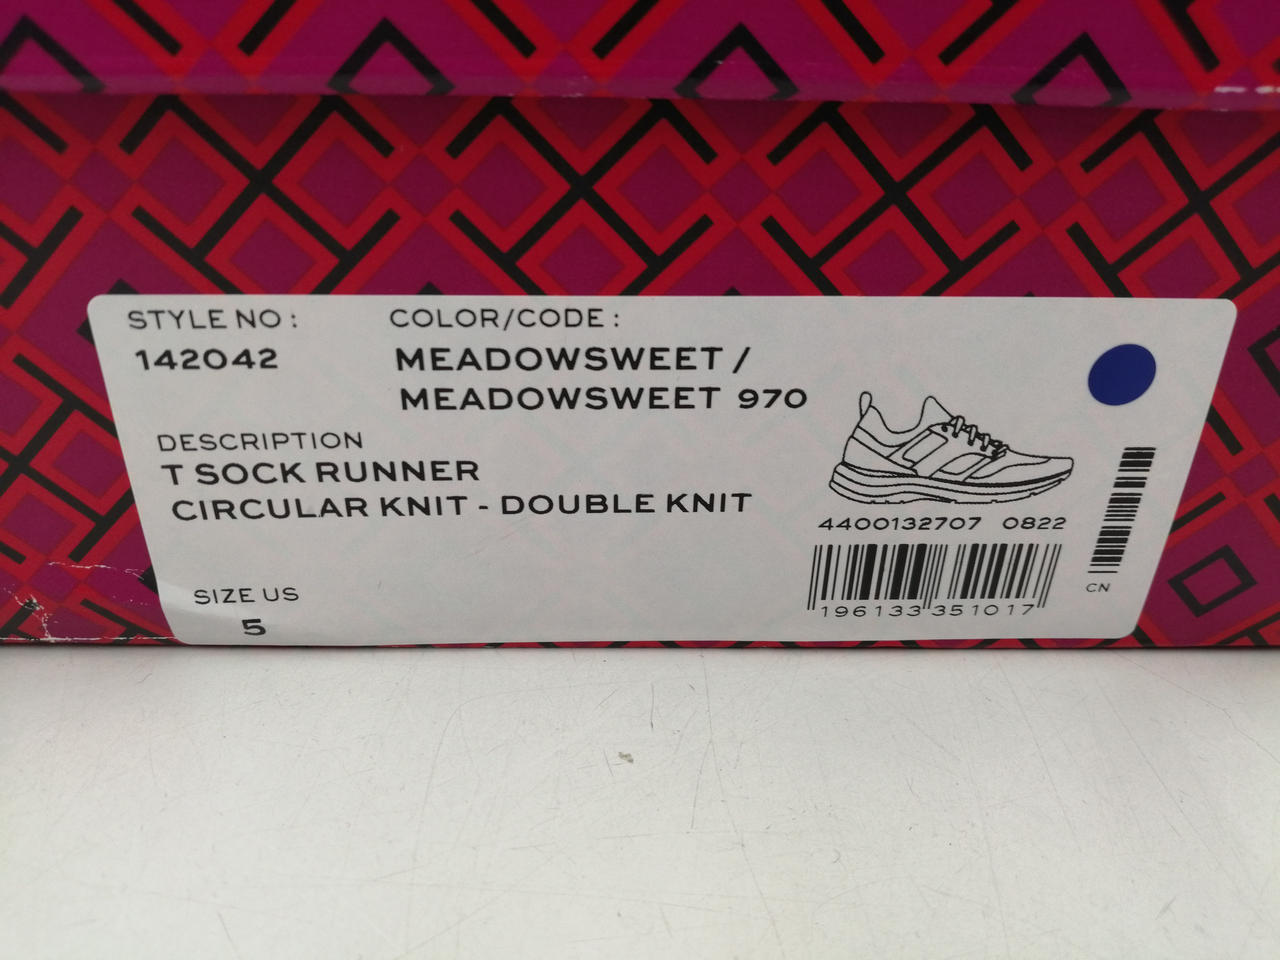 STYLE NO :
142042
COLOR/CODE :
MEADOWSWEET /
MEADOWSWEET 970
DESCRIPTION
T SOCK RUNNER
CIRCULAR KNIT - DOUBLE KNIT
SIZE US
5
4400132707 0822
196133 351017
CN